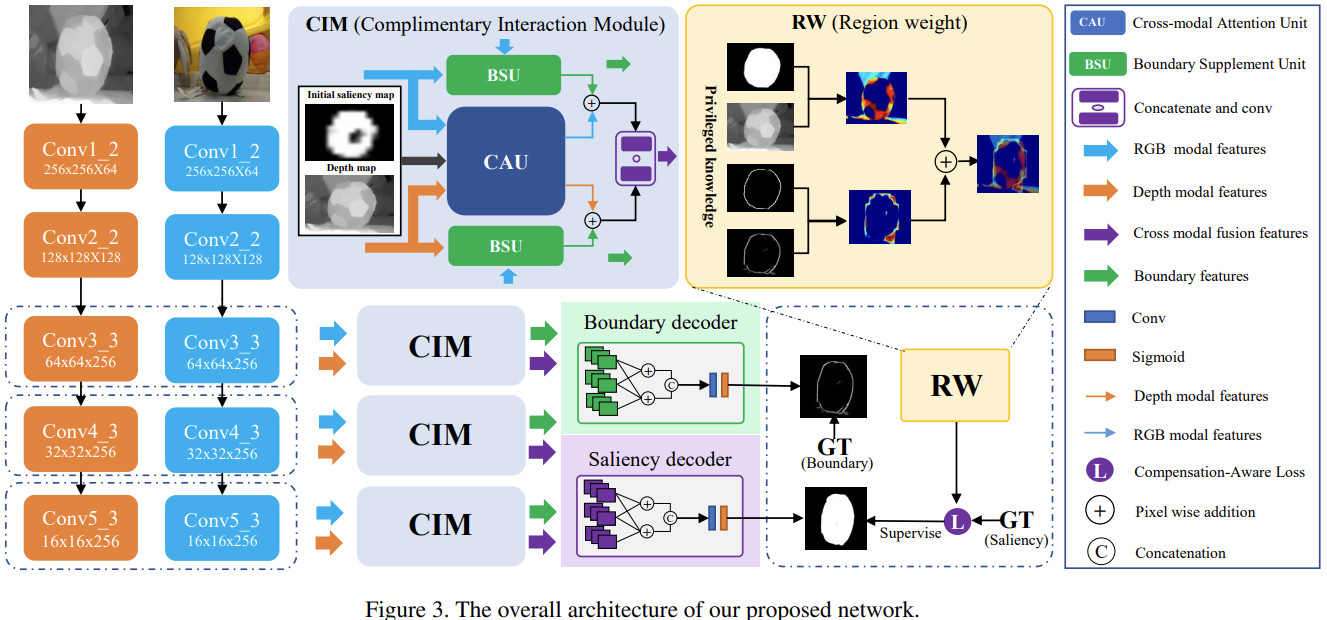 CIM (Complimentary Interaction Module)
BSU
Initial saliency map
Depth map
CAU
BSU
RW (Region weight)
Privileged knowledge
CAU
Cross-modal Attention Unit
BSU
Boundary Supplement Unit
Concatenate and conv
RGB modal features
Depth modal features
Cross modal fusion features
Boundary features
Conv
Sigmoid
Depth modal features
RGB modal features
L
Compensation-Aware Loss
+
Pixel wise addition
C
Concatenation
Conv1_2
256x256X64
Conv1_2
256x256X64
Conv2_2
128x128X128
Conv2_2
128x128X128
Conv3_3
64x64x256
Conv3_3
64x64x256
Conv4_3
32x32x256
Conv4_3
32x32x256
Conv5_3
16x16x256
Conv5_3
16x16x256
CIM
CIM
CIM
Boundary decoder
C
Saliency decoder
C
GT
(Boundary)
RW
L
Supervise
GT
(Saliency)
Figure 3. The overall architecture of our proposed network.